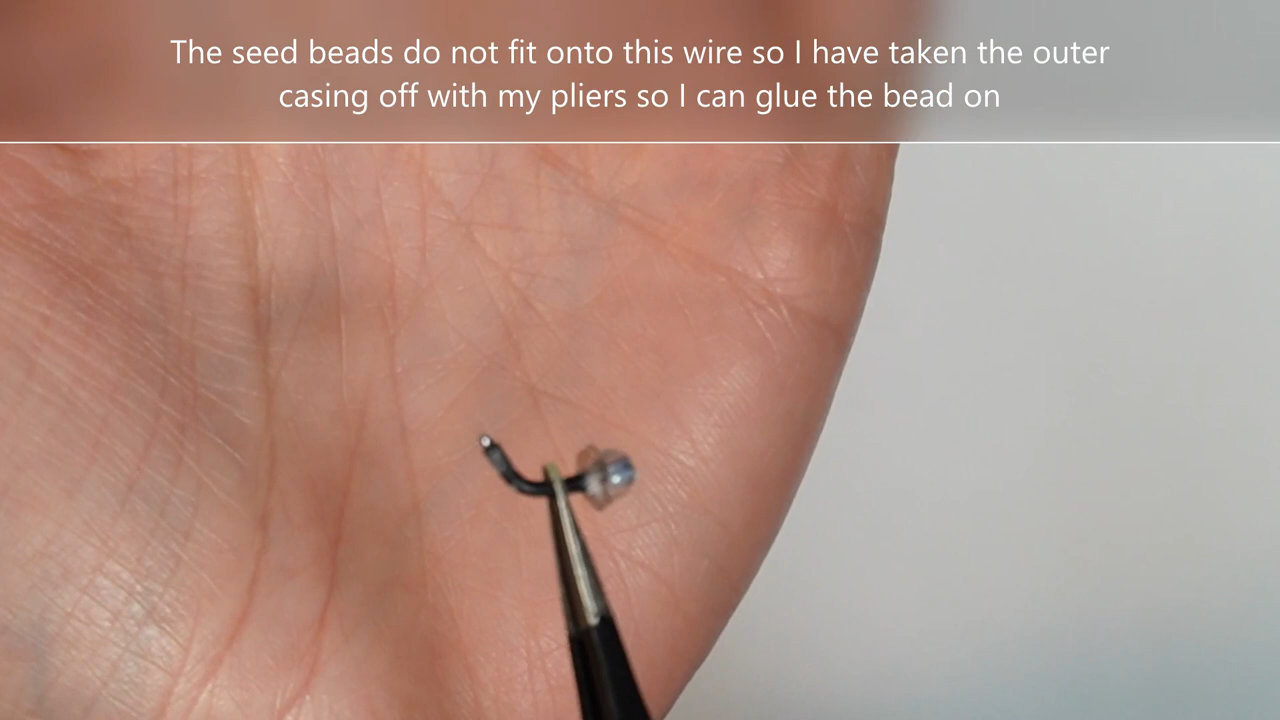 The seed beads do not fit onto this wire so I have taken the outer
casing off with my pliers so I can glue the bead on